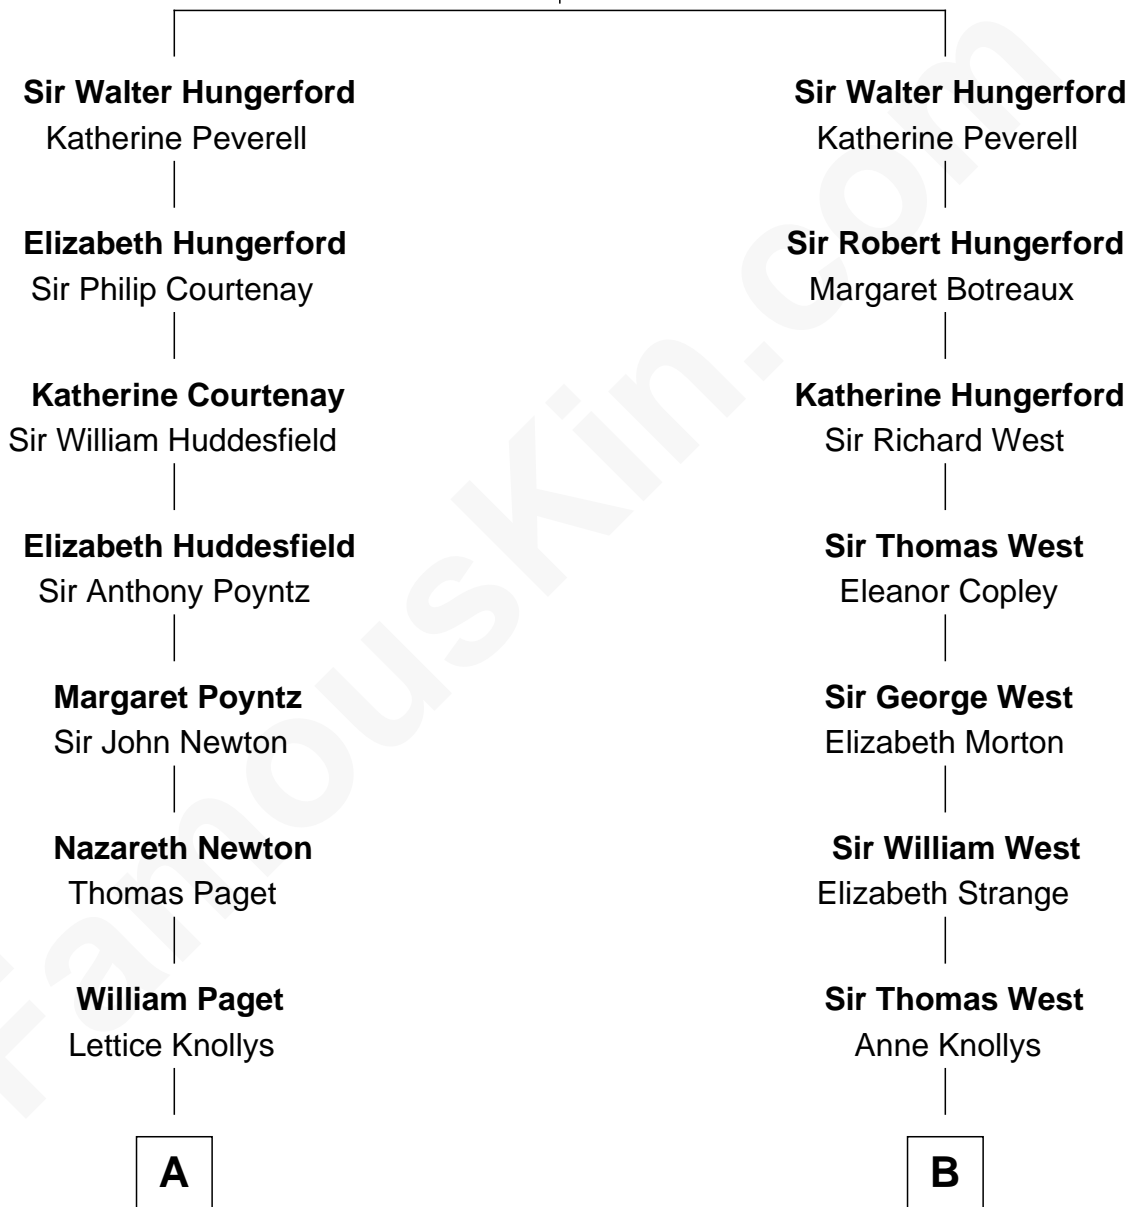 Sir Walter Hungerford
Katherine Peverell
Elizabeth Hungerford
Sir Philip Courtenay
Katherine Courtenay
Sir William Huddesfield
Elizabeth Huddesfield
Sir Anthony Poyntz
Margaret Poyntz
Sir John Newton
Nazareth Newton
Thomas Paget
William Paget
Lettice Knollys
A
Sir Walter Hungerford
Katherine Peverell
Sir Robert Hungerford
Margaret Botreaux
Katherine Hungerford
Sir Richard West
Sir Thomas West
Eleanor Copley
Sir George West
Elizabeth Morton
Sir William West
Elizabeth Strange
Sir Thomas West
Anne Knollys
B
FamousKin.com